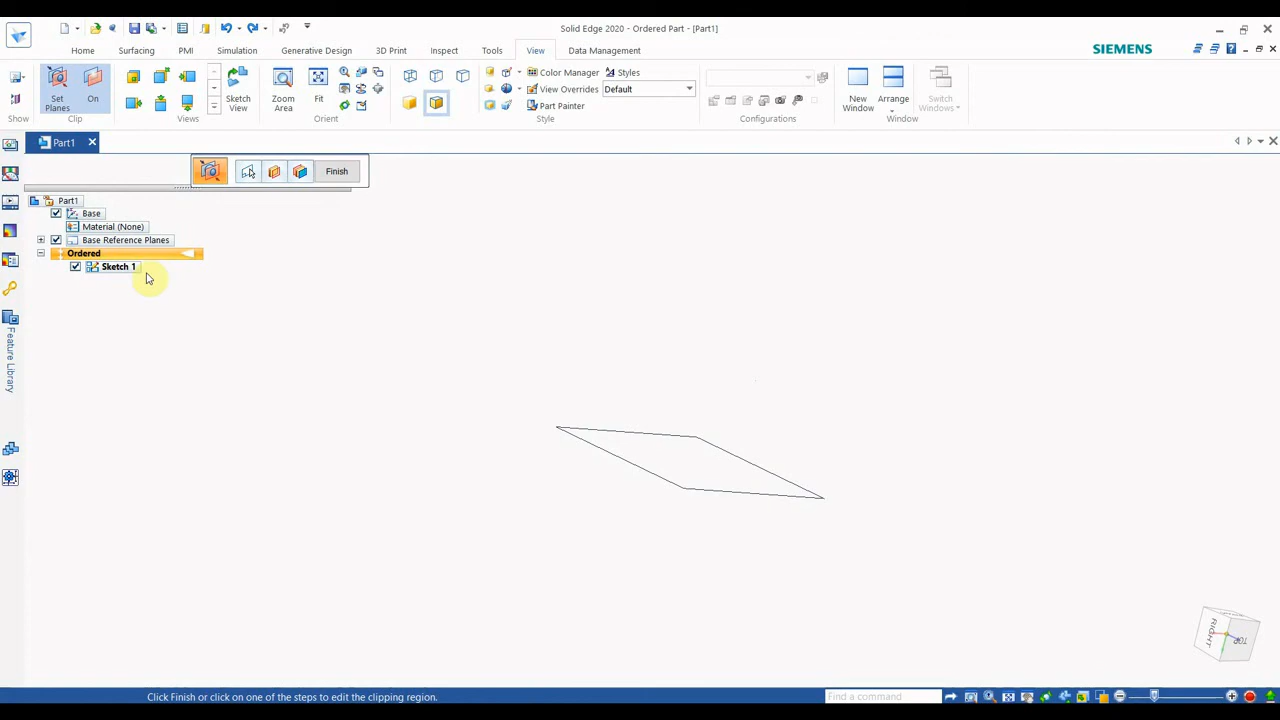 Solid Edge 2020 - Ordered Part - [Part1]
Home
Surfacing
PMI
Simulation
Generative Design
3D Print
Inspect
Tools
View
Data Management
SIEMENS
Set Planes
On
Sketch View
Zoom Area
Fit
Color Manager
Styles
View Overrides
Default
Part Painter
New Window
Arrange
Switch Windows
Show
Clip
Views
Orient
Style
Configurations
Window
Part1
Finish
Part1
Base
Material (None)
Base Reference Planes
Ordered
Sketch 1
Feature Library
RIGHT
TOP
Click Finish or click on one of the steps to edit the clipping region.
Find a command